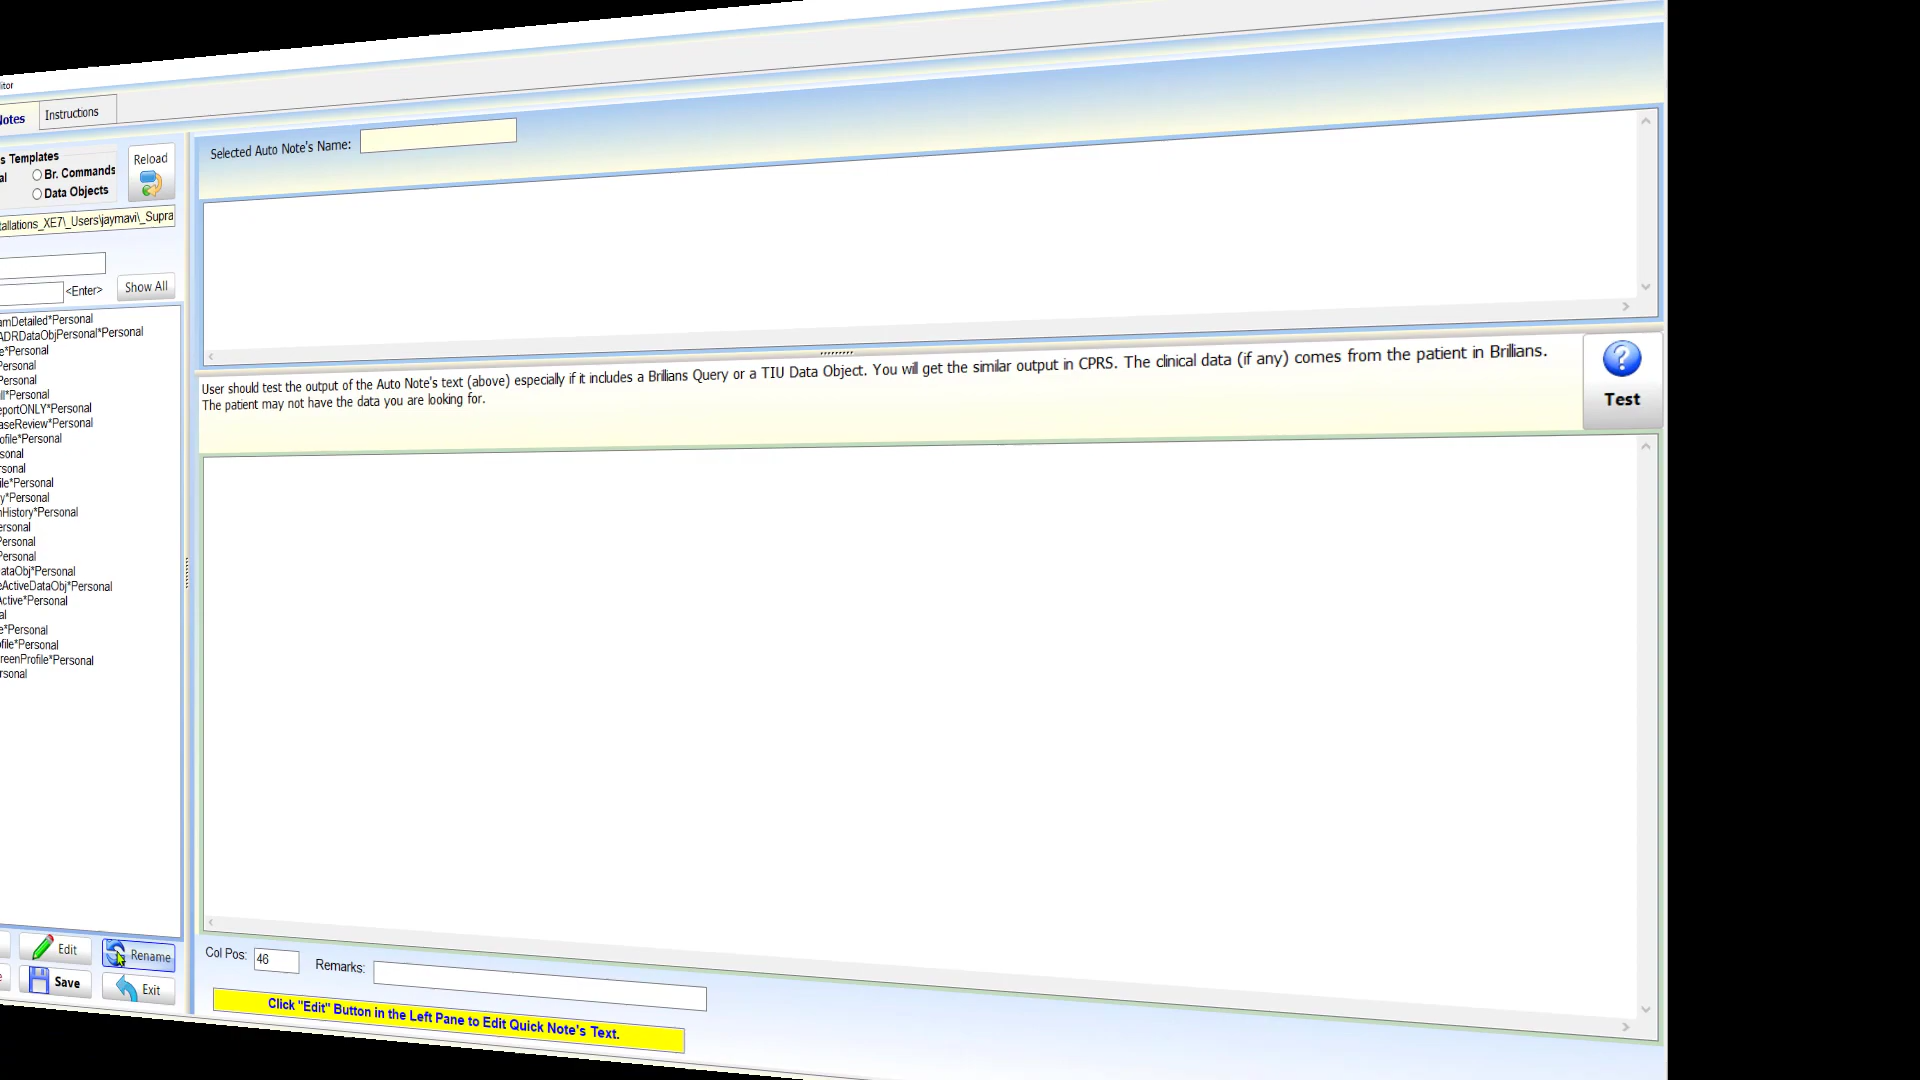 itor
Notes
Instructions
s Templates
al
Br. Commands
Data Objects
Reload
tallations_XE7\_Users\jaymavi\_Supra
<Enter>
Show All
amDetailed*Personal
ADRDataObjPersonal*Personal
e*Personal
Personal
Personal
ll*Personal
eportONLY*Personal
aseReview*Personal
ofile*Personal
sonal
rsonal
ile*Personal
y*Personal
nHistory*Personal
ersonal
Personal
Personal
ataObj*Personal
eActiveDataObj*Personal
Active*Personal
al
e*Personal
ofile*Personal
reenProfile*Personal
rsonal
Edit
Rename
Save
Exit
Selected Auto Note's Name:
User should test the output of the Auto Note's text (above) especially if it includes a Brillians Query or a TIU Data Object. You will get the similar output in CPRS. The clinical data (if any) comes from the patient in Brillians.
The patient may not have the data you are looking for.
Test
Col Pos: 46
Remarks:
Click "Edit" Button in the Left Pane to Edit Quick Note's Text.